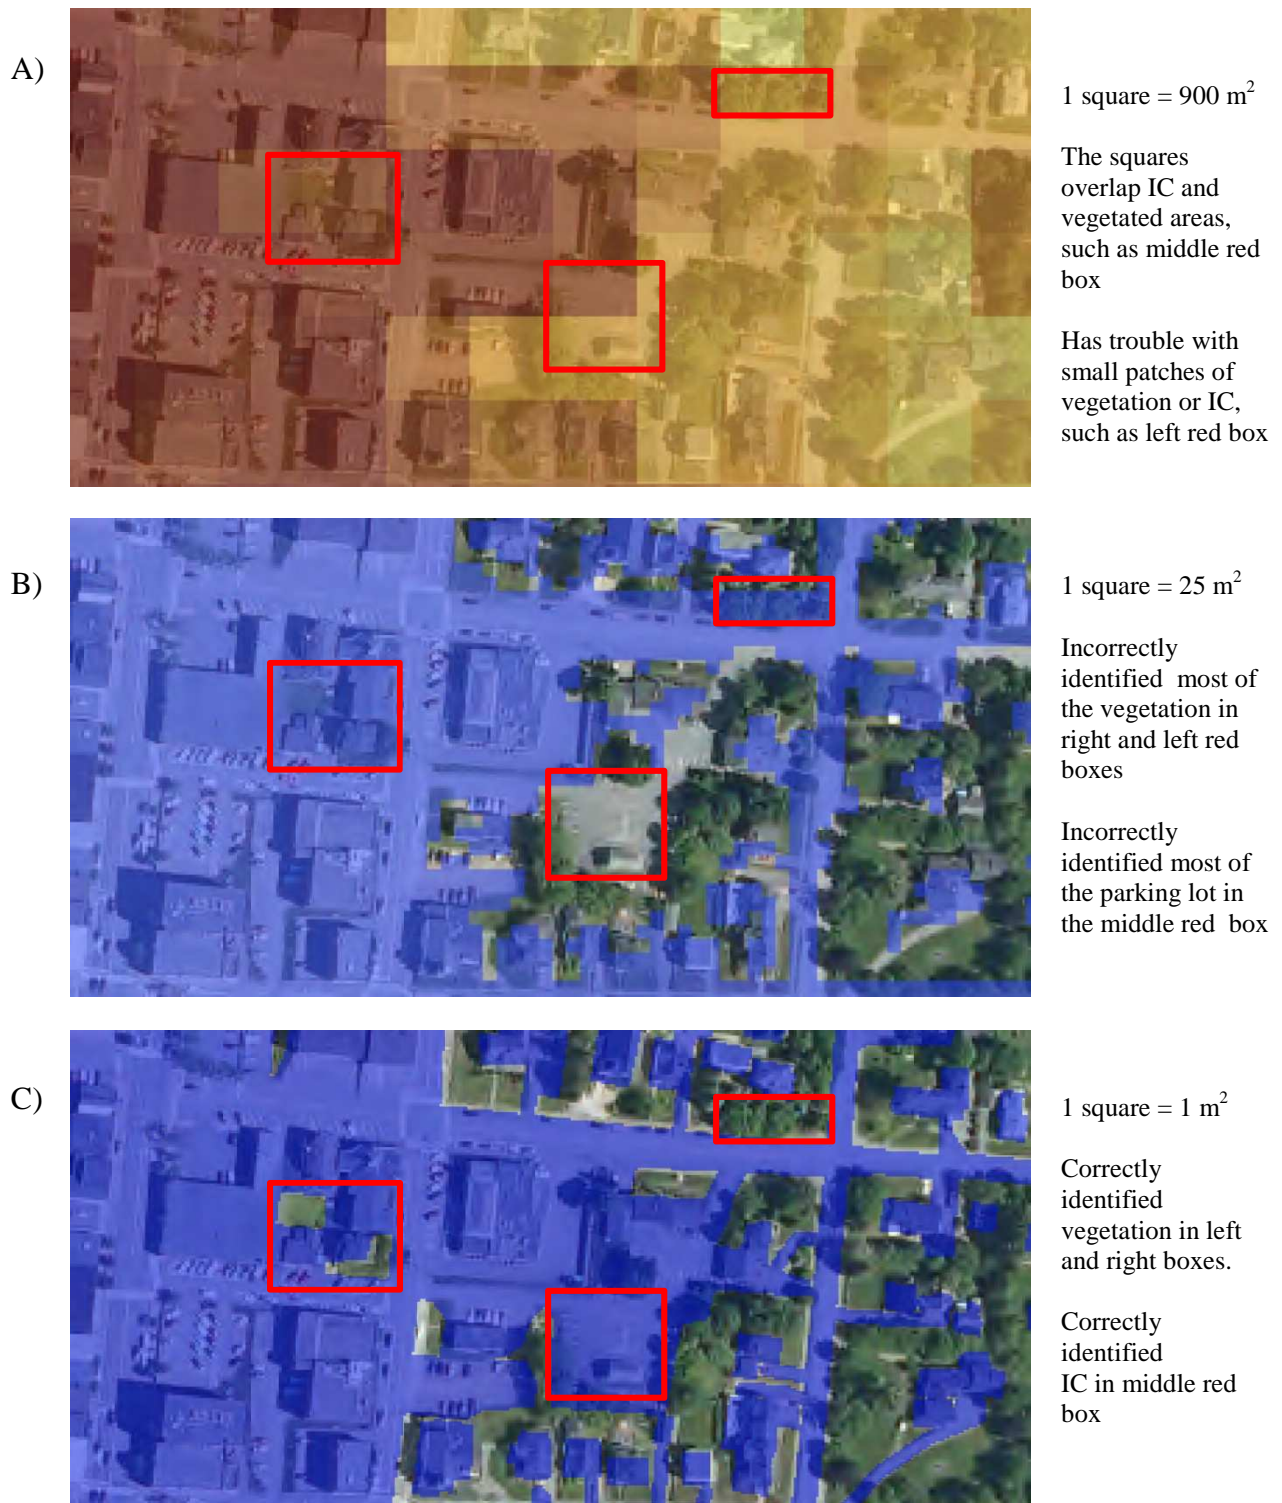 A)
1 square = 900 m²
The squares
overlap IC and
vegetated areas,
such as middle red
box
Has trouble with
small patches of
vegetation or IC,
such as left red box
B)
1 square = 25 m²
Incorrectly
identified most of
the vegetation in
right and left red
boxes
Incorrectly
identified most of
the parking lot in
the middle red box
C)
1 square = 1 m²
Correctly
identified
vegetation in left
and right boxes.
Correctly
identified
IC in middle red
box